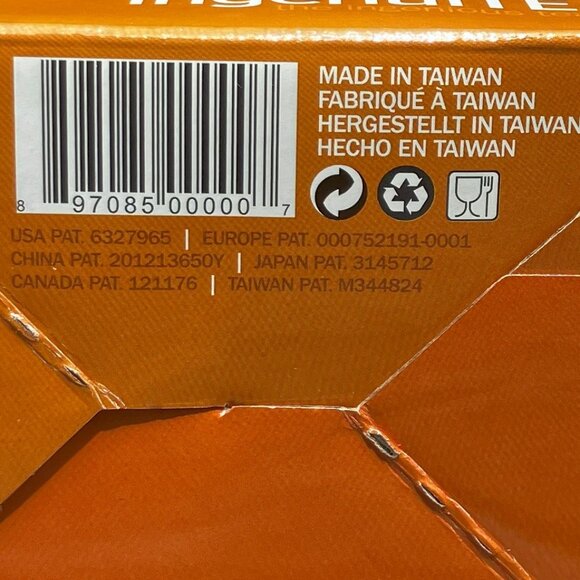 MADE IN TAIWAN
FABRIQUÉ À TAIWAN
HERGESTELLT IN TAIWAN
HECHO EN TAIWAN
8 97085 00000 7
USA PAT. 6327965 | EUROPE PAT. 000752191-0001
CHINA PAT. 201213650Y | JAPAN PAT. 3145712
CANADA PAT. 121176 | TAIWAN PAT. M344824